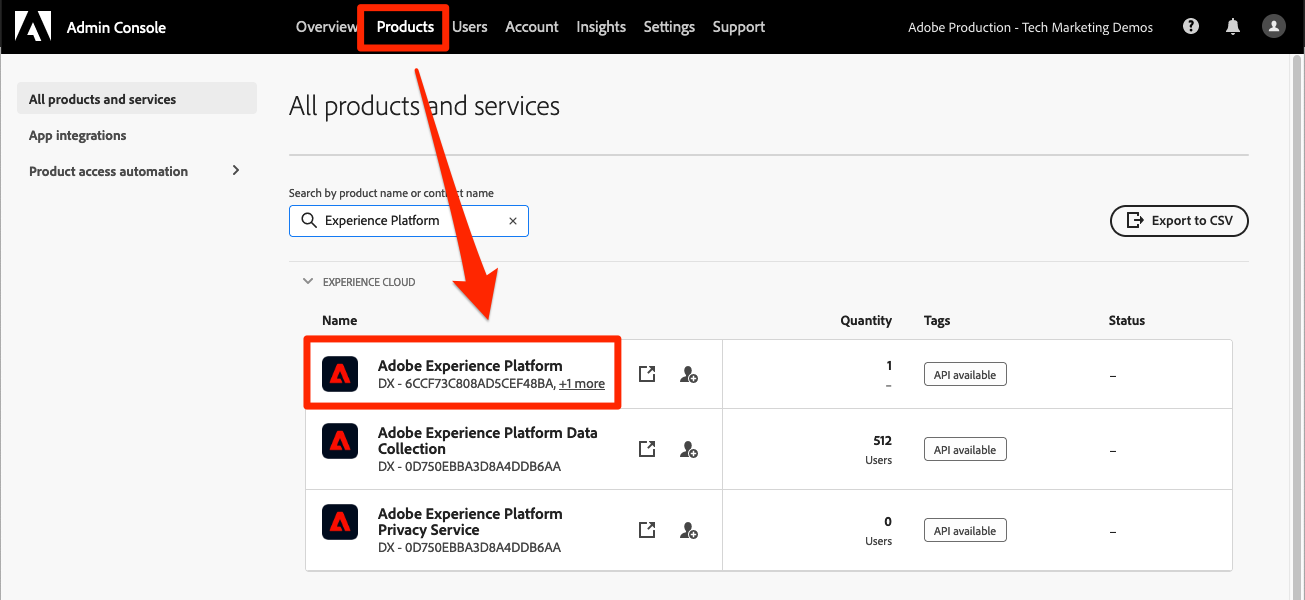 Admin Console
Overview Products Users Account Insights Settings Support
Adobe Production - Tech Marketing Demos
All products and services
App integrations
Product access automation
All products and services
Search by product name or contract name
Experience Platform
Export to CSV
EXPERIENCE CLOUD
Name Quantity Tags Status
Adobe Experience Platform
DX - 6CCF73C808AD5CEF48BA, +1 more
1
–
API available
–
Adobe Experience Platform Data
Collection
DX - 0D750EBBA3D8A4DDB6AA
512
Users
API available
–
Adobe Experience Platform
Privacy Service
DX - 0D750EBBA3D8A4DDB6AA
0
Users
API available
–